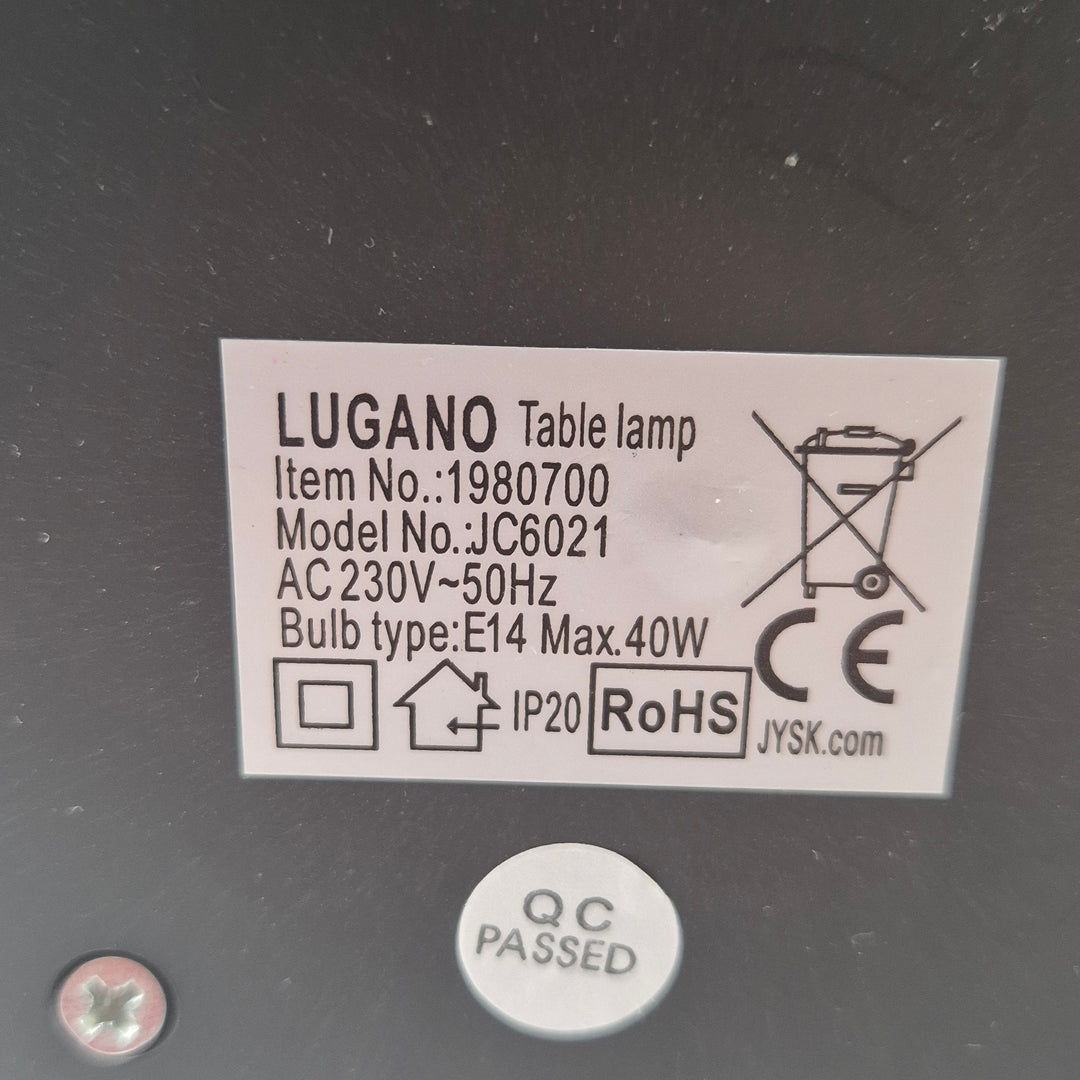 LUGANO Table lamp
Item No.:1980700
Model No.:JC6021
AC 230V~50Hz
Bulb type:E14 Max.40W
IP20 RoHS
CE
JYSK.com
QC
PASSED